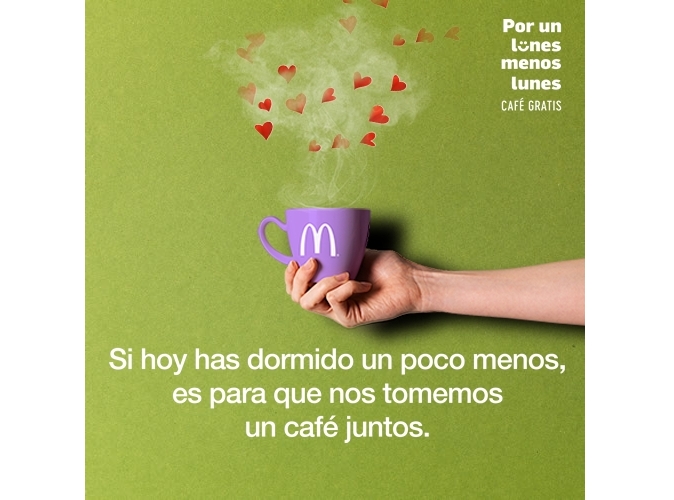 Por un
lunes
menos
lunes
CAFÉ GRATIS
M
Si hoy has dormido un poco menos,
es para que nos tomemos
un café juntos.